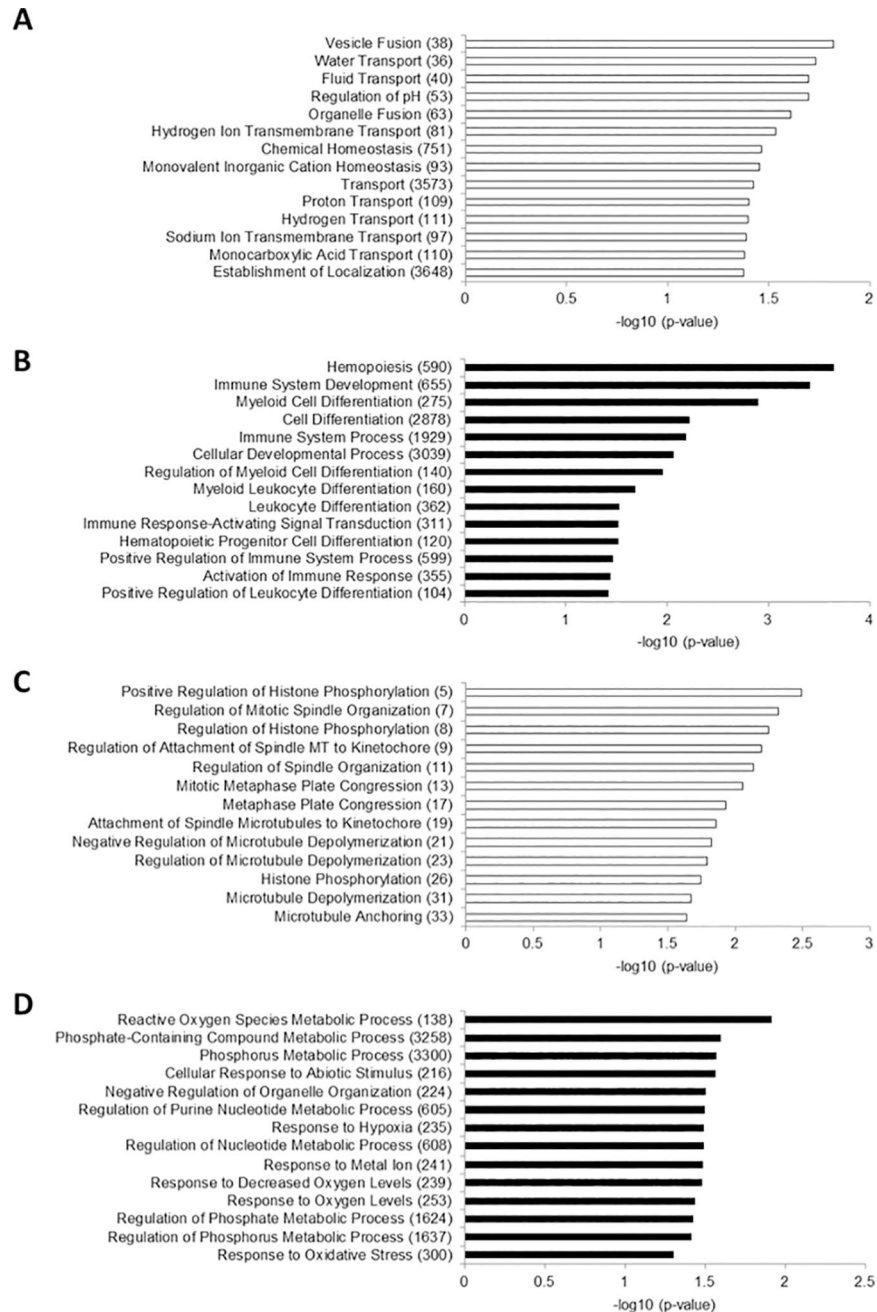 A
Vesicle Fusion (38)
Water Transport (36)
Fluid Transport (40)
Regulation of pH (53)
Organelle Fusion (63)
Hydrogen Ion Transmembrane Transport (81)
Chemical Homeostasis (751)
Monovalent Inorganic Cation Homeostasis (93)
Transport (3573)
Proton Transport (109)
Hydrogen Transport (111)
Sodium Ion Transmembrane Transport (97)
Monocarboxylic Acid Transport (110)
Establishment of Localization (3648)
0 0.5 1 1.5 2
-log10 (p-value)
B
Hemopoiesis (590)
Immune System Development (655)
Myeloid Cell Differentiation (275)
Cell Differentiation (2878)
Immune System Process (1929)
Cellular Developmental Process (3039)
Regulation of Myeloid Cell Differentiation (140)
Myeloid Leukocyte Differentiation (160)
Leukocyte Differentiation (362)
Immune Response-Activating Signal Transduction (311)
Hematopoietic Progenitor Cell Differentiation (120)
Positive Regulation of Immune System Process (599)
Activation of Immune Response (355)
Positive Regulation of Leukocyte Differentiation (104)
0 1 2 3 4
-log10 (p-value)
C
Positive Regulation of Histone Phosphorylation (5)
Regulation of Mitotic Spindle Organization (7)
Regulation of Histone Phosphorylation (8)
Regulation of Attachment of Spindle MT to Kinetochore (9)
Regulation of Spindle Organization (11)
Mitotic Metaphase Plate Congression (13)
Metaphase Plate Congression (17)
Attachment of Spindle Microtubules to Kinetochore (19)
Negative Regulation of Microtubule Depolymerization (21)
Regulation of Microtubule Depolymerization (23)
Histone Phosphorylation (26)
Microtubule Depolymerization (31)
Microtubule Anchoring (33)
0 0.5 1 1.5 2 2.5 3
-log10 (p-value)
D
Reactive Oxygen Species Metabolic Process (138)
Phosphate-Containing Compound Metabolic Process (3258)
Phosphorus Metabolic Process (3300)
Cellular Response to Abiotic Stimulus (216)
Negative Regulation of Organelle Organization (224)
Regulation of Purine Nucleotide Metabolic Process (605)
Response to Hypoxia (235)
Regulation of Nucleotide Metabolic Process (608)
Response to Metal Ion (241)
Response to Decreased Oxygen Levels (239)
Response to Oxygen Levels (253)
Regulation of Phosphate Metabolic Process (1624)
Regulation of Phosphorus Metabolic Process (1637)
Response to Oxidative Stress (300)
0 0.5 1 1.5 2 2.5
-log10 (p-value)